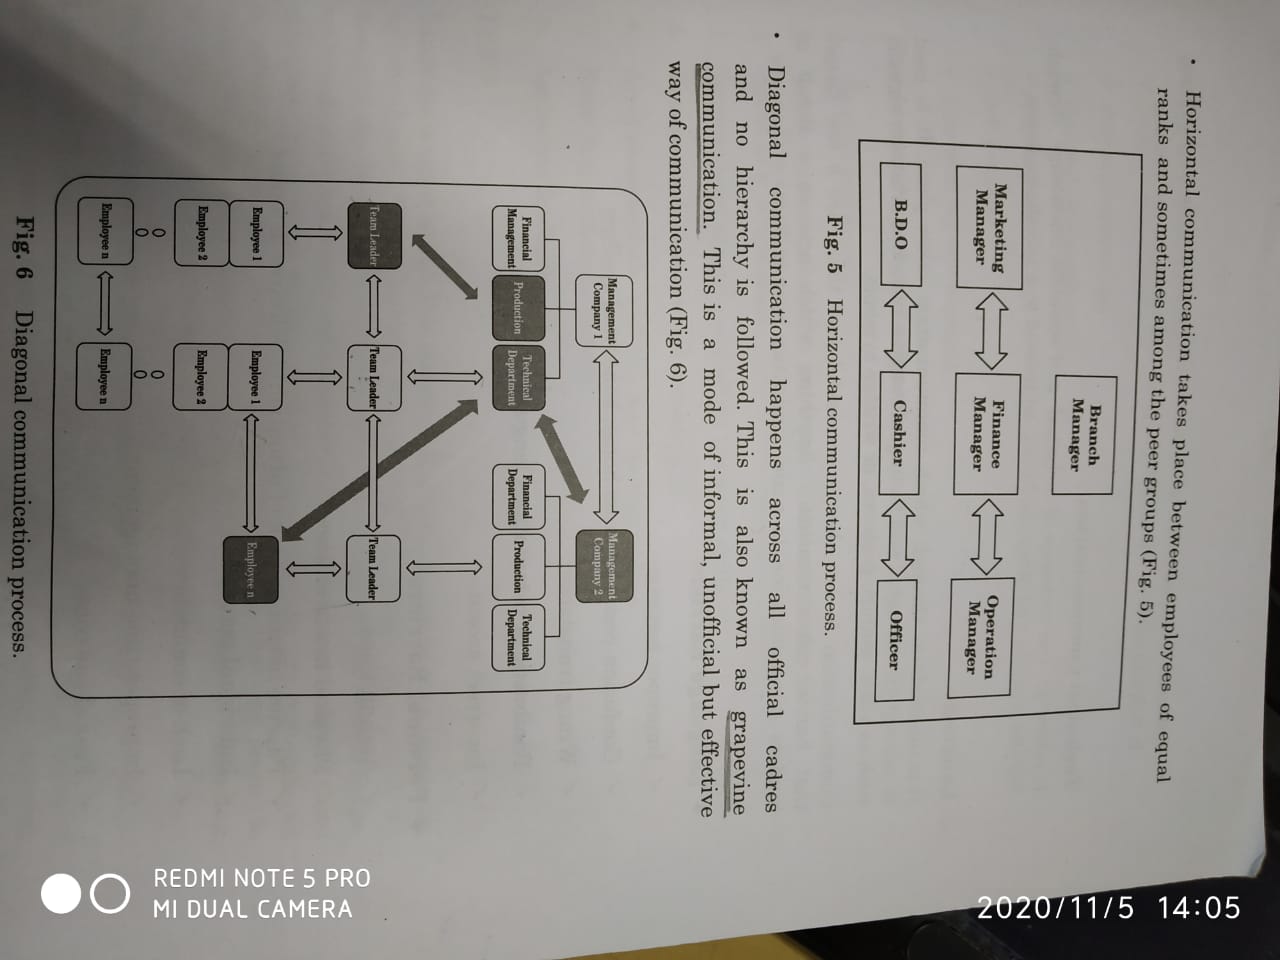 • Horizontal communication takes place between employees of equal
ranks and sometimes among the peer groups (Fig. 5).
Branch
Manager
Marketing
Manager
Finance
Manager
Operation
Manager
B.D.O
Cashier
Officer
Fig. 5 Horizontal communication process.
• Diagonal communication happens across all official cadres
and no hierarchy is followed. This is also known as grapevine
communication. This is a mode of informal, unofficial but effective
way of communication (Fig. 6).
Management
Company 1
Management
Company 2
Financial
Management
Production
Technical
Department
Financial
Department
Production
Technical
Department
Team Leader
Team Leader
Team Leader
Employee 1
Employee 1
Employee n
Employee 2
Employee 2
Employee n
Employee n
Fig. 6 Diagonal communication process.
REDMI NOTE 5 PRO
MI DUAL CAMERA
2020/11/5 14:05